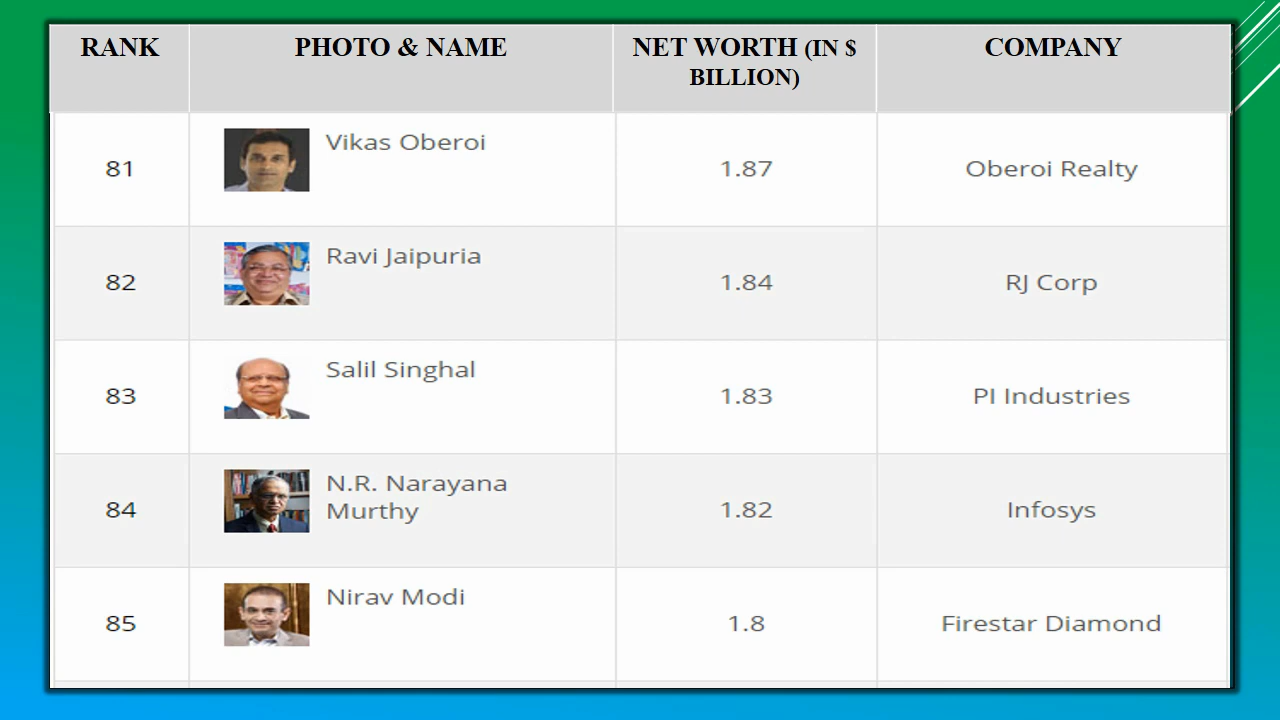 RANK PHOTO & NAME NET WORTH (IN $ COMPANY
BILLION)
81 Vikas Oberoi 1.87 Oberoi Realty
82 Ravi Jaipuria 1.84 RJ Corp
83 Salil Singhal 1.83 PI Industries
84 N.R. Narayana 1.82 Infosys
Murthy
85 Nirav Modi 1.8 Firestar Diamond